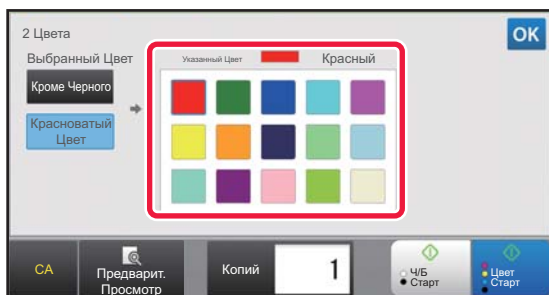 2 Цвета
OK
Выбранный Цвет
Указанный Цвет
Красный
Кроме Черного
Красноватый
Цвет
CA
Предварит.
Просмотр
Копий
1
Ч/Б
Старт
Цвет
Старт